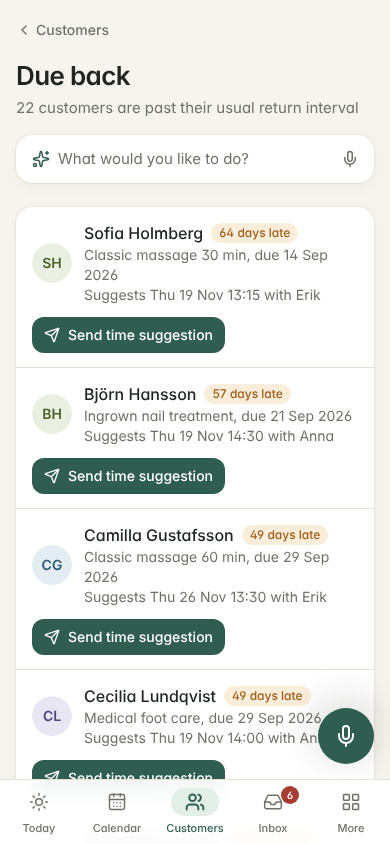 Customers
Due back
22 customers are past their usual return interval
What would you like to do?
SH
Sofia Holmberg 64 days late
Classic massage 30 min, due 14 Sep
2026
Suggests Thu 19 Nov 13:15 with Erik
Send time suggestion
BH
Björn Hansson 57 days late
Ingrown nail treatment, due 21 Sep 2026
Suggests Thu 19 Nov 14:30 with Anna
Send time suggestion
CG
Camilla Gustafsson 49 days late
Classic massage 60 min, due 29 Sep
2026
Suggests Thu 26 Nov 13:30 with Erik
Send time suggestion
CL
Cecilia Lundqvist 49 days late
Medical foot care, due 29 Sep 2026
Suggests Thu 19 Nov 14:00 with
Send time suggestion
6
Today Calendar Customers Inbox More